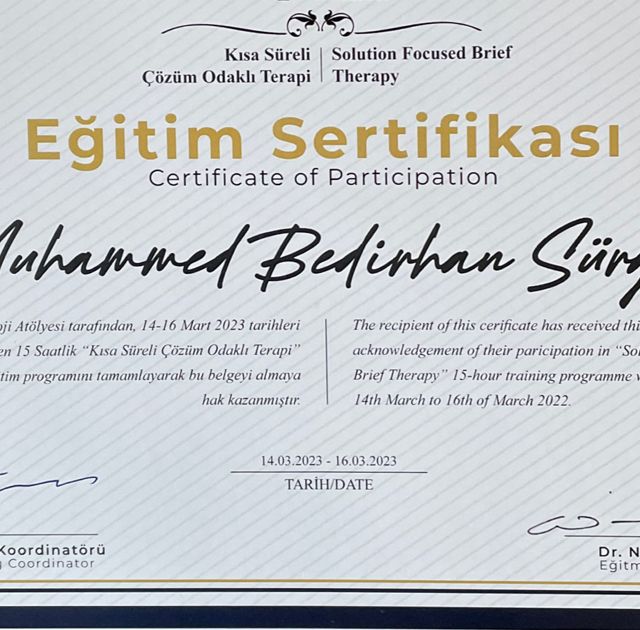 Kısa Süreli
Çözüm Odaklı Terapi
Solution Focused Brief
Therapy
Eğitim Sertifikası
Certificate of Participation
Muhammed Bedirhan
oji Atölyesi tarafından, 14-16 Mart 2023 tarihleri
en 15 Saatlik “Kısa Süreli Çözüm Odaklı Terapi”
tim programını tamamlayarak bu belgeyi almaya
hak kazanmıştır.
The recipient of this cerificate has received thi
acknowledgement of their paricipation in “So
Brief Therapy” 15-hour training programme
14th March to 16th of March 2022.
14.03.2023 - 16.03.2023
TARİH/DATE
Koordinatörü
g Coordinator
Dr. N
Eğitm